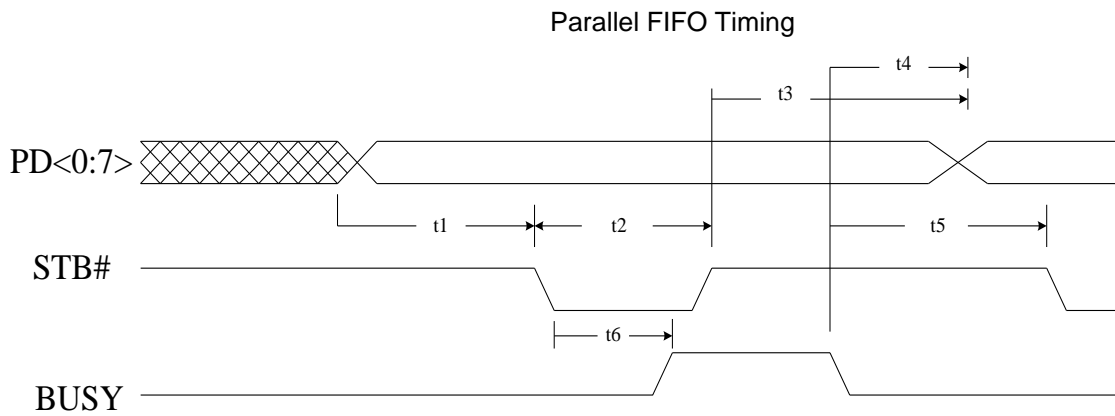 Parallel FIFO Timing
t4
t3
PD<0:7>
t1
t2
t5
STB#
t6
BUSY